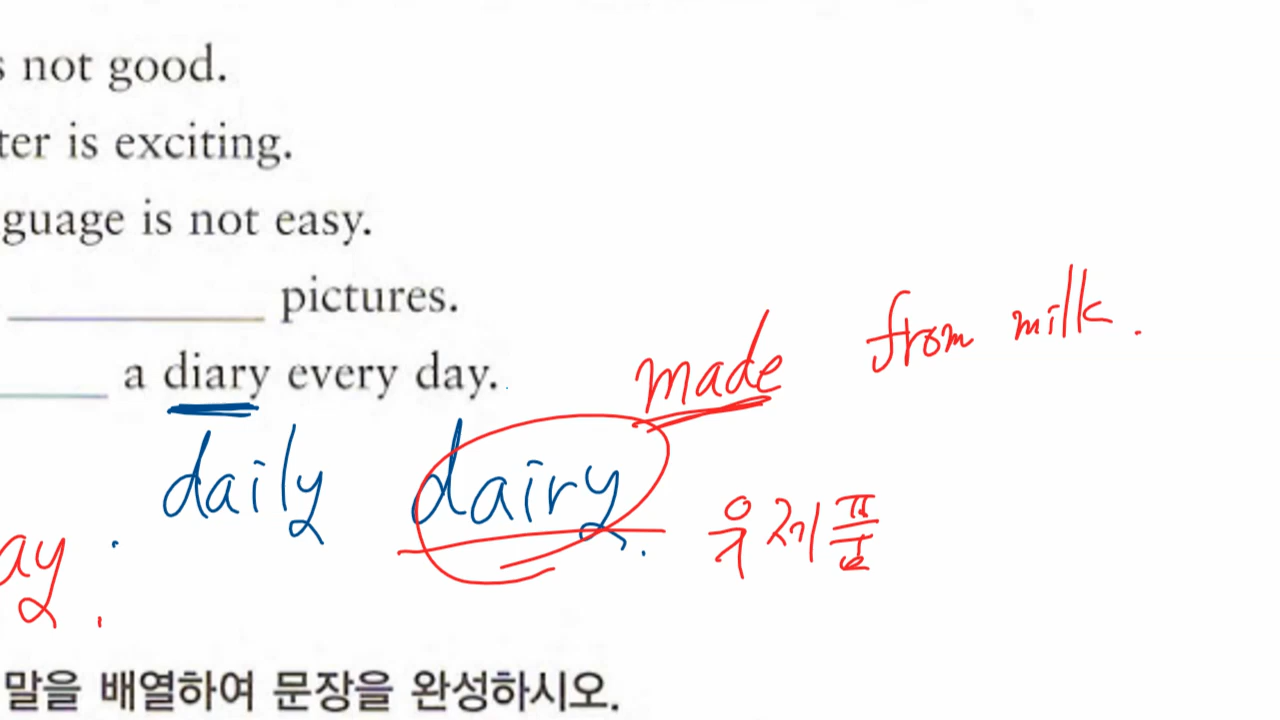 s not good.
ter is exciting.
guage is not easy.
pictures.
a diary every day.
made from milk.
daily dairy.
유제품
ay.
말을 배열하여 문장을 완성하시오.